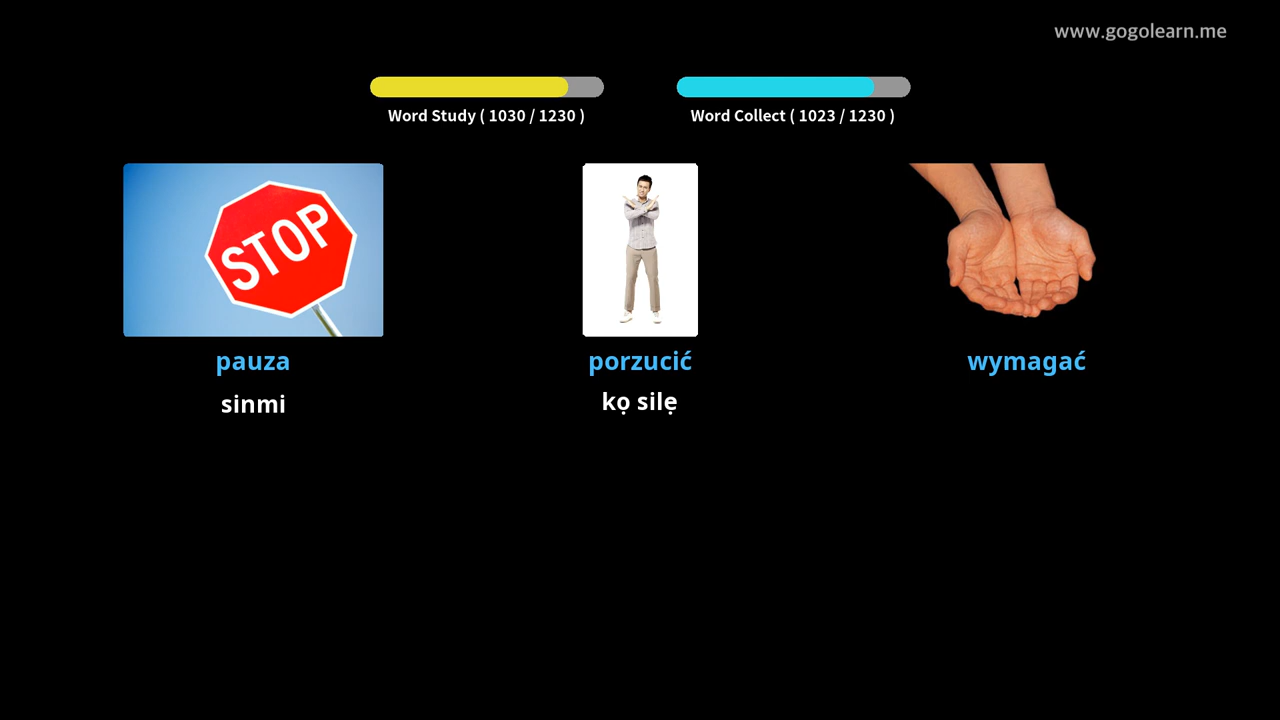 www.gogolearn.me
Word Study ( 1030 / 1230 )
Word Collect ( 1023 / 1230 )
STOP
pauza
porzucić
wymagać
sinmi
kọ silẹ